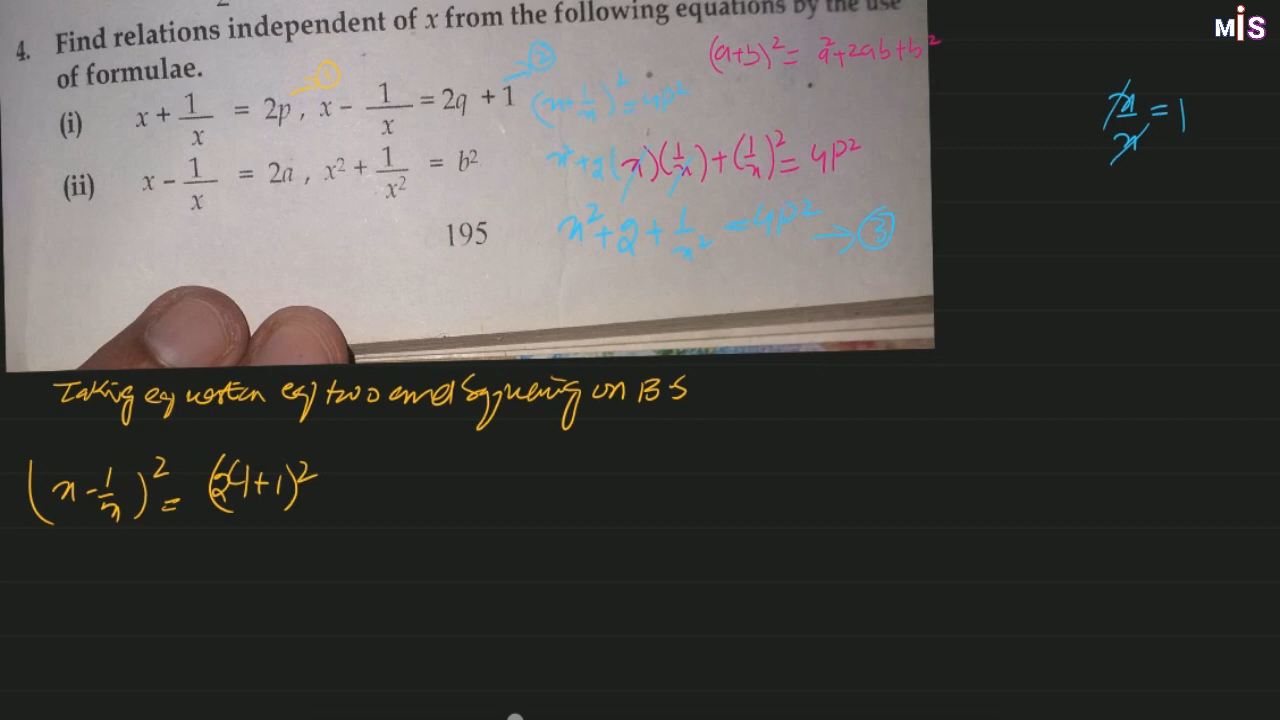 MiS
4. Find relations independent of x from the following equations by the use
of formulae.
(i) x + 1/x = 2p , x - 1/x = 2q + 1
(ii) x - 1/x = 2a , x² + 1/x² = b²
195
→ ①
→ ②
(a+b)² = a²+2ab+b²
(x+1/x)² = 4p²
x²+2(x)(1/x)+(1/x)² = 4p²
x²+2+1/x² = 4p² → ③
x/x = 1
Taking equation eq two and Squaring on B S
(x-1/x)² = (2q+1)²